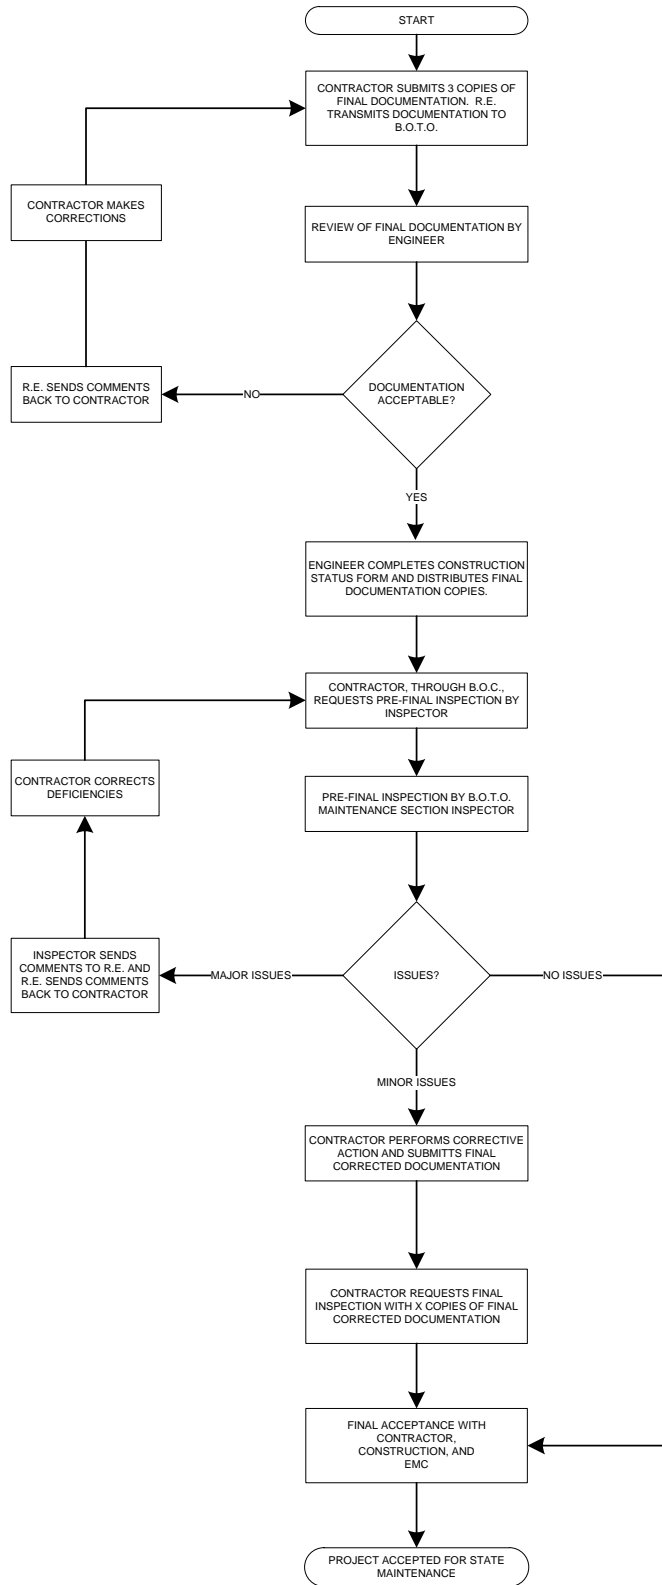 START
CONTRACTOR SUBMITS 3 COPIES OF
FINAL DOCUMENTATION. R.E.
TRANSMITS DOCUMENTATION TO
B.O.T.O.
CONTRACTOR MAKES
CORRECTIONS
REVIEW OF FINAL DOCUMENTATION BY
ENGINEER
R.E. SENDS COMMENTS
BACK TO CONTRACTOR
NO
DOCUMENTATION
ACCEPTABLE?
YES
ENGINEER COMPLETES CONSTRUCTION
STATUS FORM AND DISTRIBUTES FINAL
DOCUMENTATION COPIES.
CONTRACTOR, THROUGH B.O.C.,
REQUESTS PRE-FINAL INSPECTION BY
INSPECTOR
CONTRACTOR CORRECTS
DEFICIENCIES
PRE-FINAL INSPECTION BY B.O.T.O.
MAINTENANCE SECTION INSPECTOR
INSPECTOR SENDS
COMMENTS TO R.E. AND
R.E. SENDS COMMENTS
BACK TO CONTRACTOR
MAJOR ISSUES
ISSUES?
NO ISSUES
MINOR ISSUES
CONTRACTOR PERFORMS CORRECTIVE
ACTION AND SUBMITTS FINAL
CORRECTED DOCUMENTATION
CONTRACTOR REQUESTS FINAL
INSPECTION WITH X COPIES OF FINAL
CORRECTED DOCUMENTATION
FINAL ACCEPTANCE WITH
CONTRACTOR,
CONSTRUCTION, AND
EMC
PROJECT ACCEPTED FOR STATE
MAINTENANCE